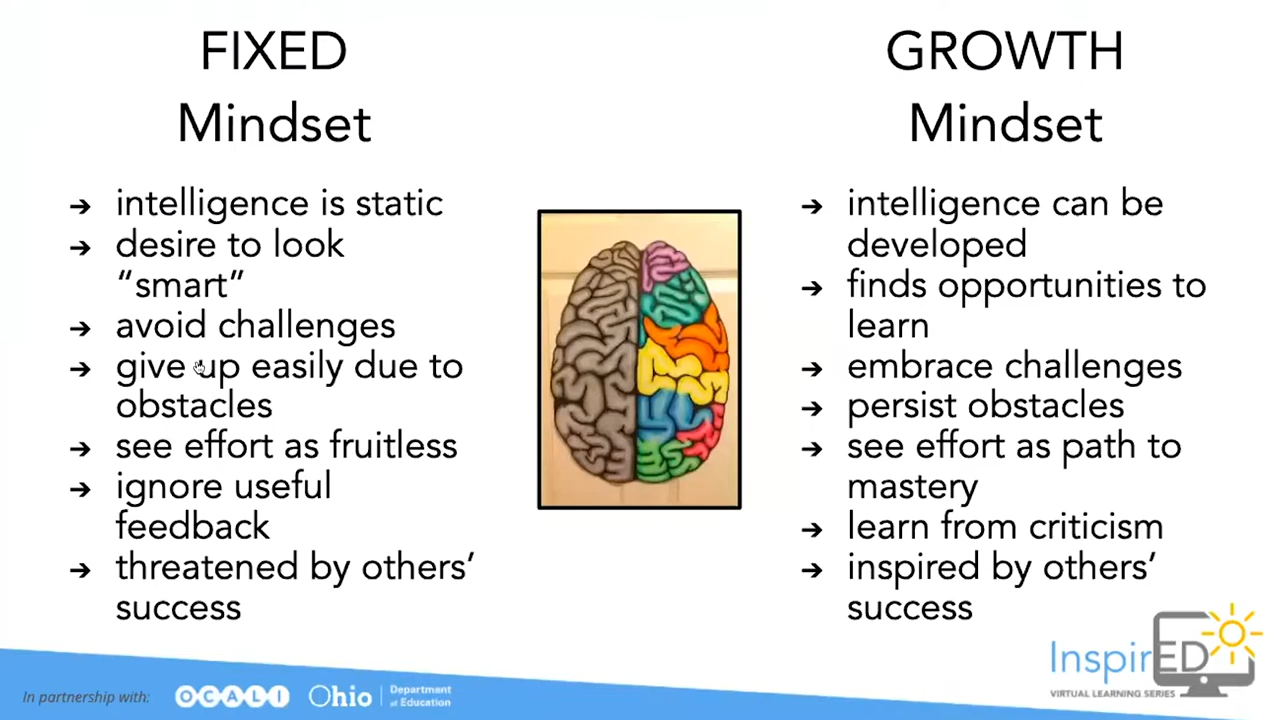 FIXED
Mindset
➔ intelligence is static
➔ desire to look
“smart”
➔ avoid challenges
➔ give up easily due to
obstacles
➔ see effort as fruitless
➔ ignore useful
feedback
➔ threatened by others’
success
GROWTH
Mindset
➔ intelligence can be
developed
➔ finds opportunities to
learn
➔ embrace challenges
➔ persist obstacles
➔ see effort as path to
mastery
➔ learn from criticism
➔ inspired by others’
success
In partnership with:
OCALI
Ohio
Department
of Education
InspirED
VIRTUAL LEARNING SERIES